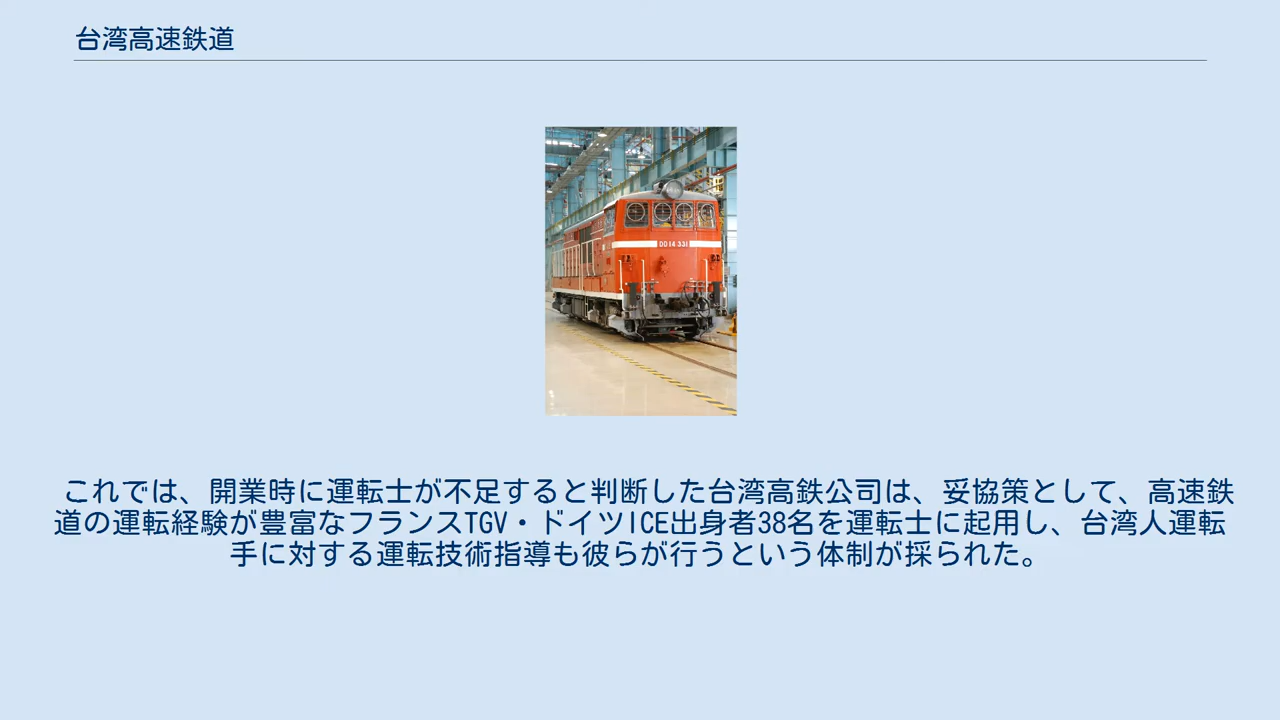 台湾高速鉄道
DD14 331
これでは、開業時に運転士が不足すると判断した台湾高鉄公司は、妥協策として、高速鉄
道の運転経験が豊富なフランスTGV・ドイツICE出身者38名を運転士に起用し、台湾人運転
手に対する運転技術指導も彼らが行うという体制が採られた。